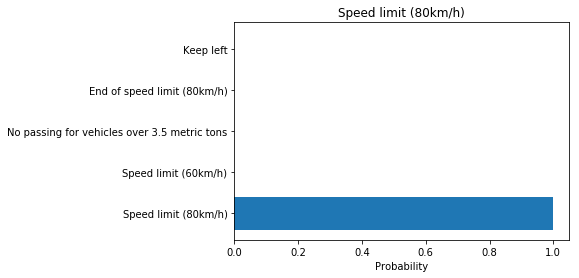 Speed limit (80km/h)
Keep left
End of speed limit (80km/h)
No passing for vehicles over 3.5 metric tons
Speed limit (60km/h)
Speed limit (80km/h)
0.0 0.2 0.4 0.6 0.8 1.0
Probability